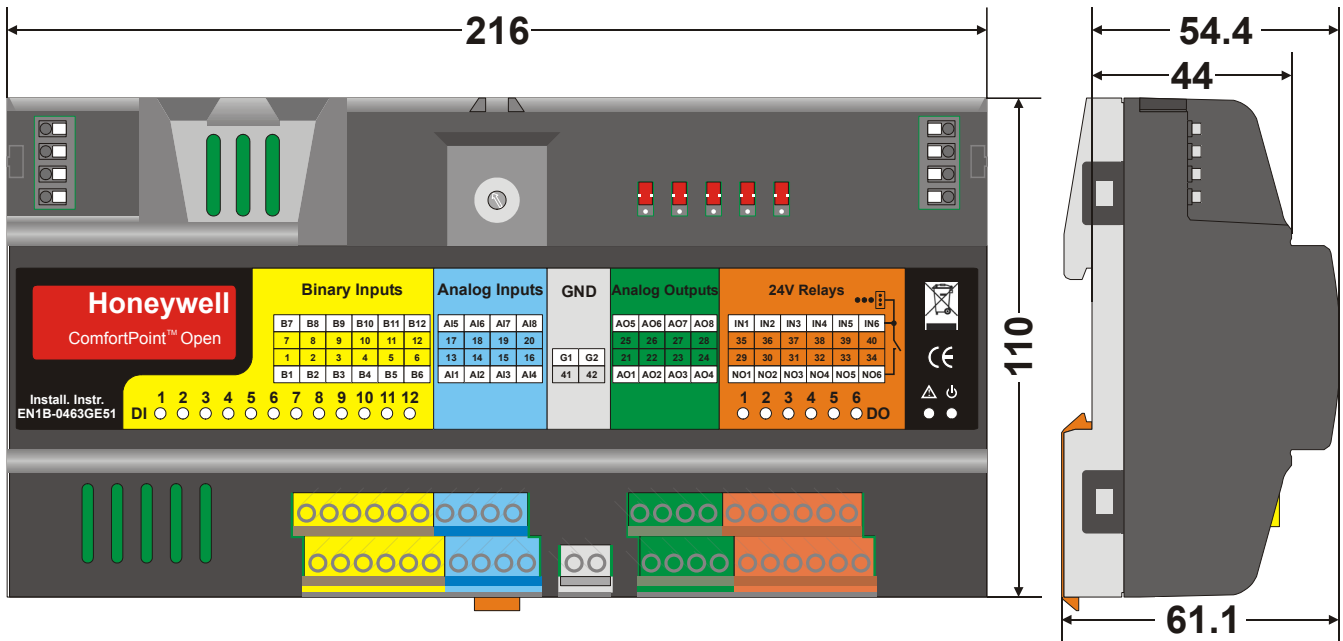 216
54.4
44
110
61.1
Honeywell
ComfortPoint™ Open
Install. Instr.
EN1B-0463GE51
Binary Inputs
B7 B8 B9 B10 B11 B12
7 8 9 10 11 12
1 2 3 4 5 6
B1 B2 B3 B4 B5 B6
DI 1 2 3 4 5 6 7 8 9 10 11 12
Analog Inputs
AI5 AI6 AI7 AI8
17 18 19 20
13 14 15 16
AI1 AI2 AI3 AI4
GND
G1 G2
41 42
Analog Outputs
AO5 AO6 AO7 AO8
25 26 27 28
21 22 23 24
AO1 AO2 AO3 AO4
24V Relays
IN1 IN2 IN3 IN4 IN5 IN6
35 36 37 38 39 40
29 30 31 32 33 34
NO1 NO2 NO3 NO4 NO5 NO6
1 2 3 4 5 6 DO
CE